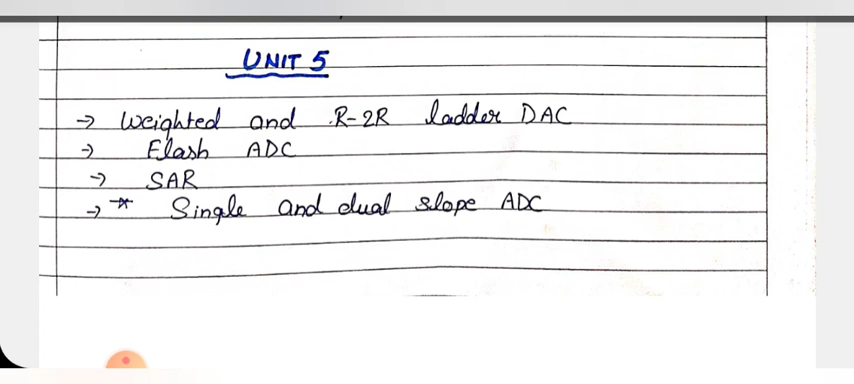 UNIT 5
→ Weighted and R-2R ladder DAC
→ Flash ADC
→ SAR
→ * Single and dual slope ADC